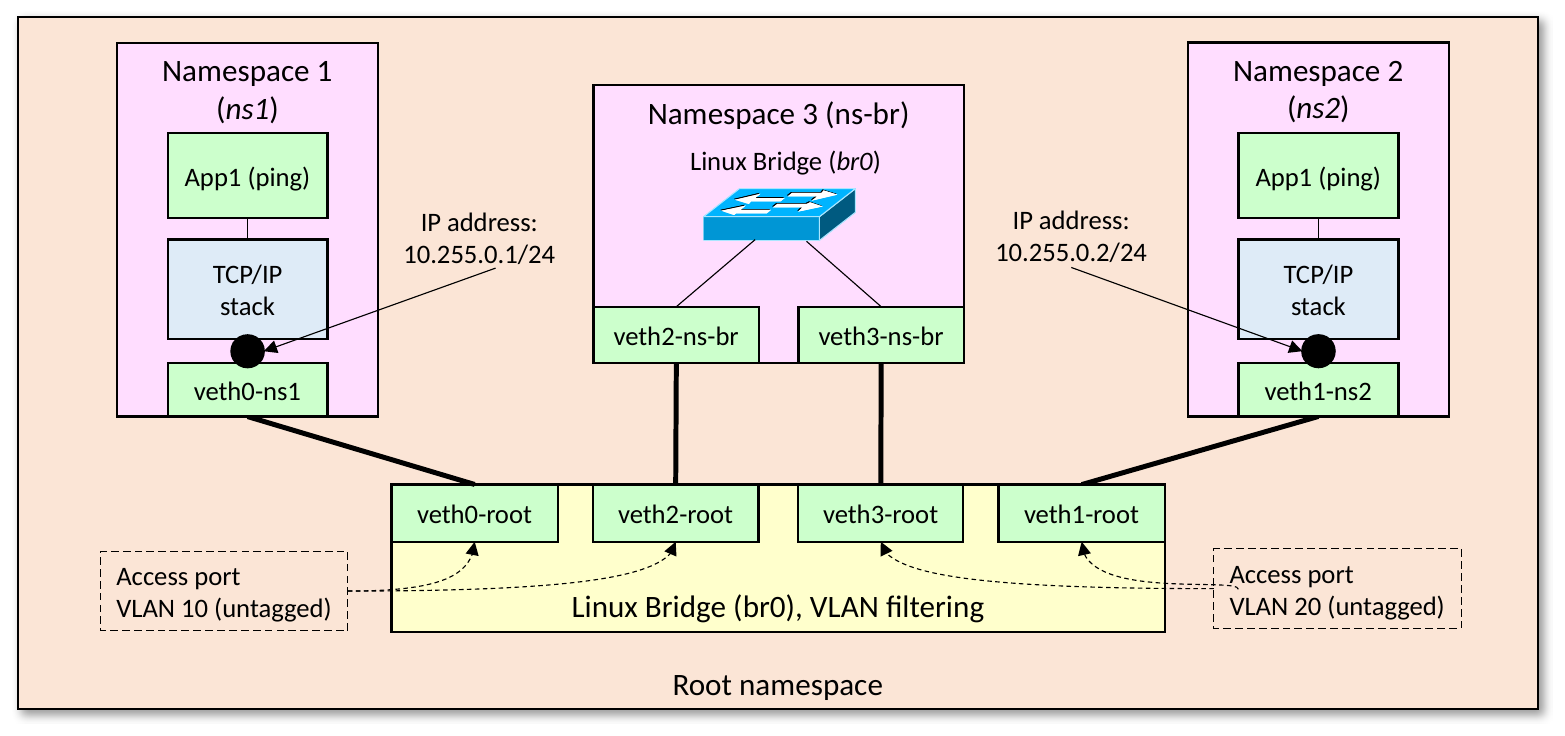 Namespace 1
(ns1)
App1 (ping)
TCP/IP
stack
veth0-ns1
IP address:
10.255.0.1/24
Namespace 3 (ns-br)
Linux Bridge (br0)
veth2-ns-br
veth3-ns-br
IP address:
10.255.0.2/24
Namespace 2
(ns2)
App1 (ping)
TCP/IP
stack
veth1-ns2
veth0-root
veth2-root
veth3-root
veth1-root
Access port
VLAN 10 (untagged)
Linux Bridge (br0), VLAN filtering
Access port
VLAN 20 (untagged)
Root namespace